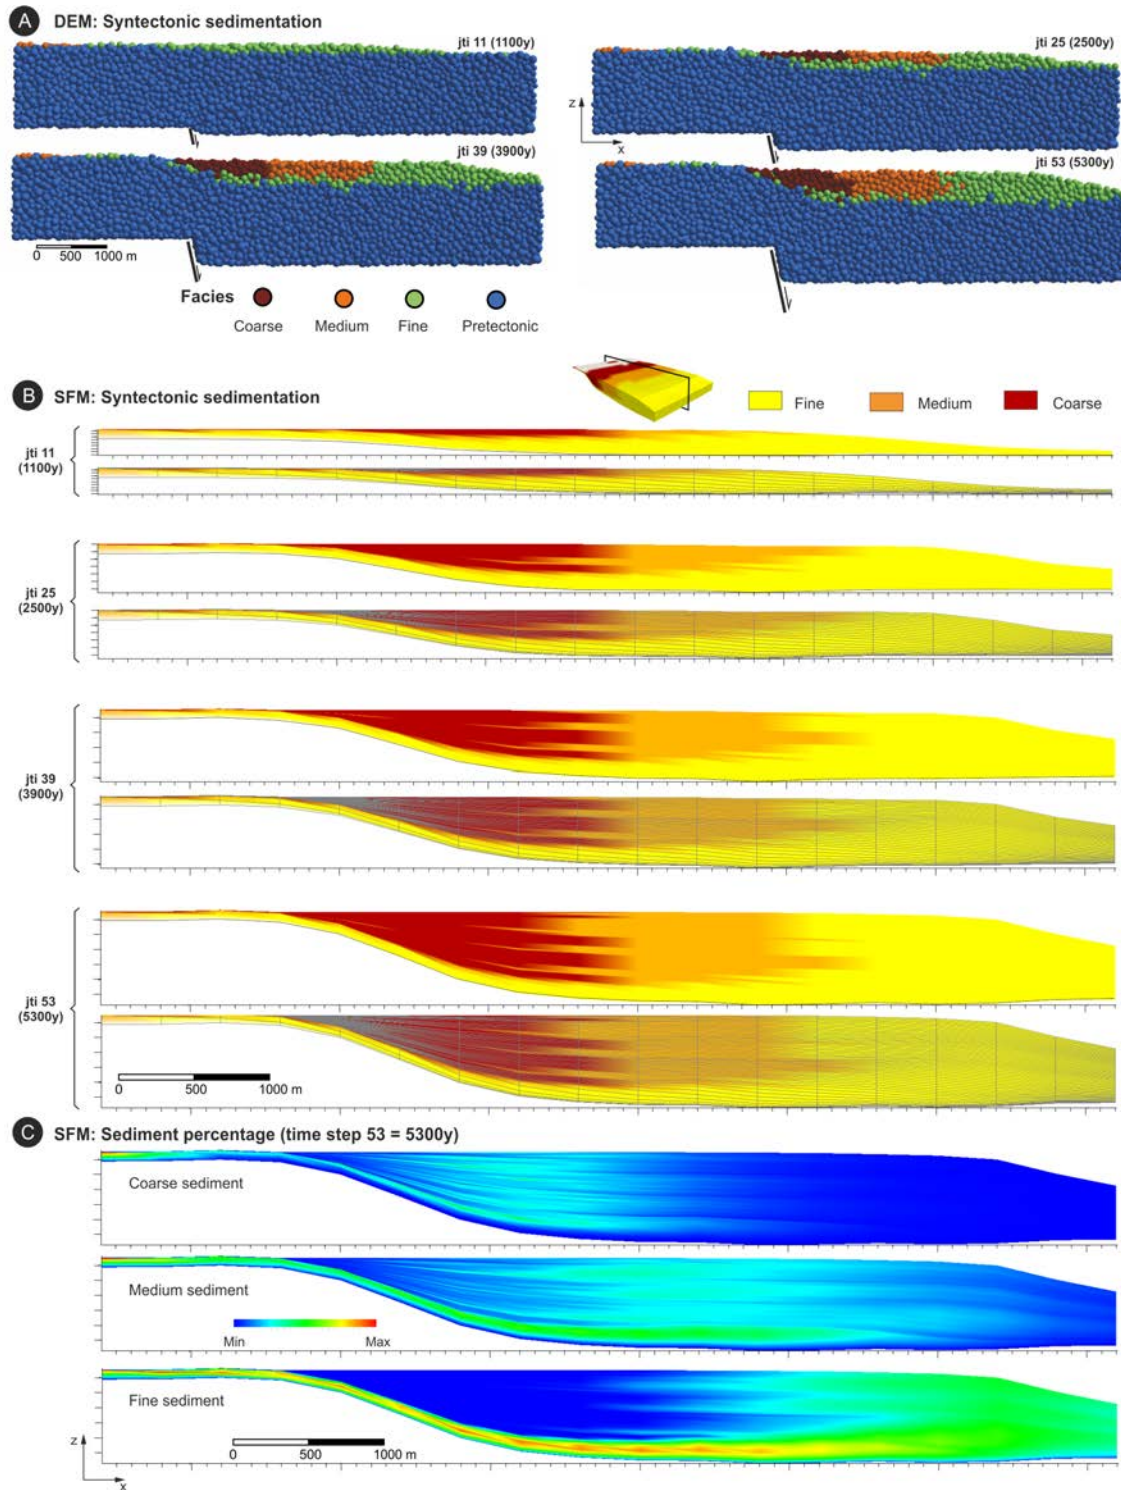 A DEM: Syntectonic sedimentation
jti 11 (1100y)
jti 25 (2500y)
z
x
jti 39 (3900y)
jti 53 (5300y)
0 500 1000 m
Facies
Coarse Medium Fine Pretectonic
B SFM: Syntectonic sedimentation
Fine Medium Coarse
jti 11
(1100y)
jti 25
(2500y)
jti 39
(3900y)
jti 53
(5300y)
0 500 1000 m
C SFM: Sediment percentage (time step 53 = 5300y)
Coarse sediment
Medium sediment
Min Max
Fine sediment
0 500 1000 m
z
x